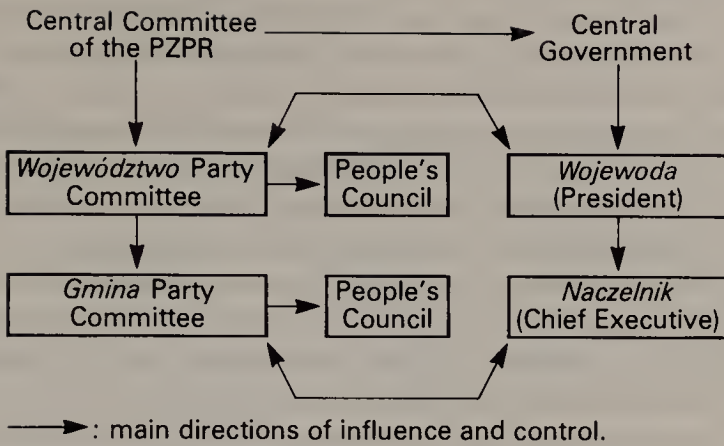 Central Committee
of the PZPR
Central
Government
Województwo Party
Committee
People's
Council
Wojewoda
(President)
Gmina Party
Committee
People's
Council
Naczelnik
(Chief Executive)
: main directions of influence and control.